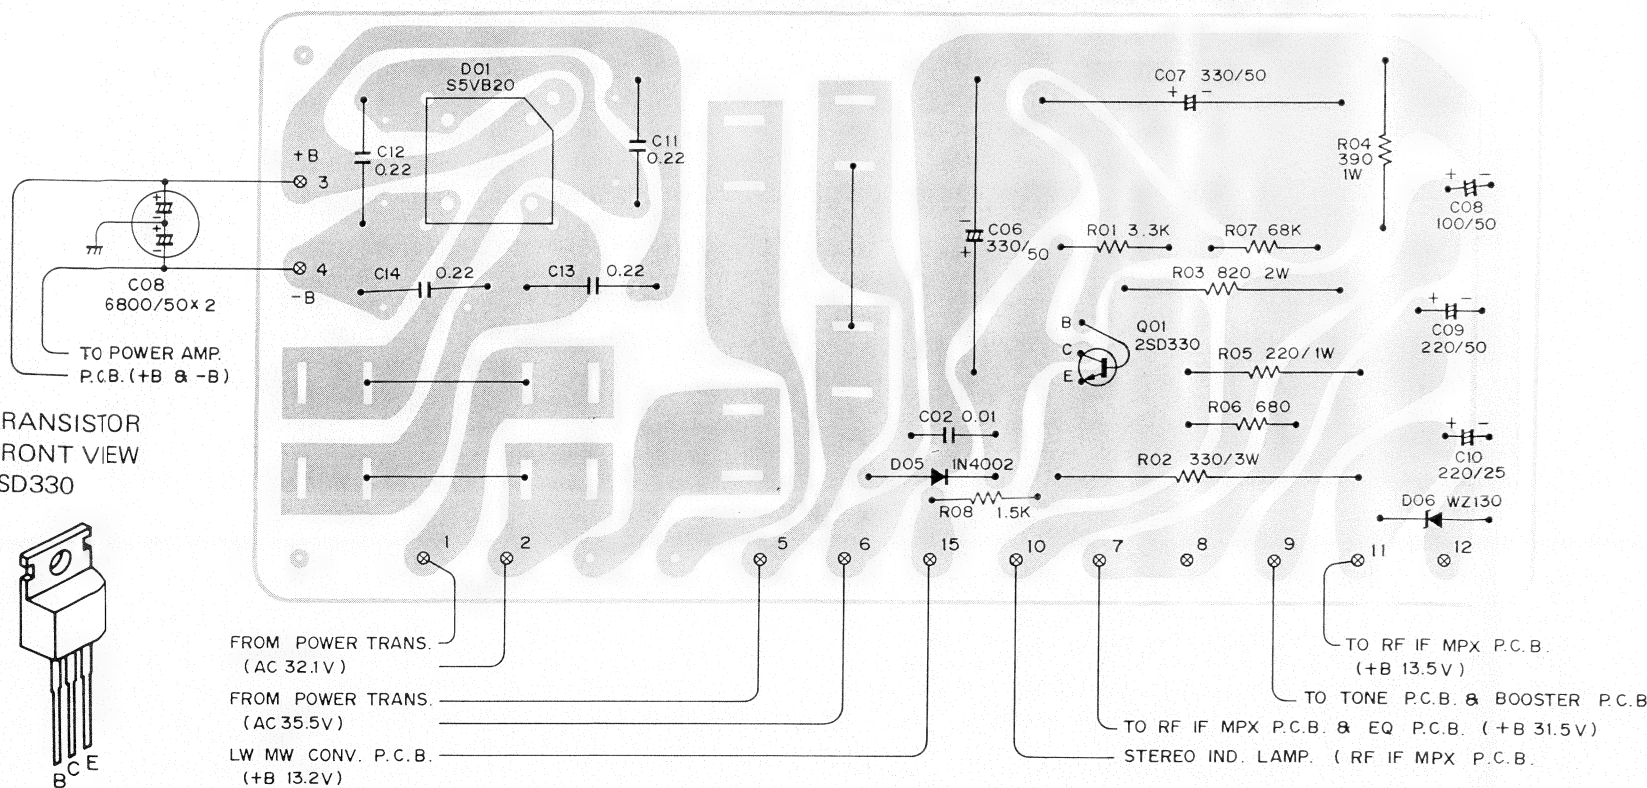 D01
S5VB20
C07 330/50
+ -
C12
0.22
C11
0.22
R04
390
1W
+B
3
+
-
+
-
4
-B
C08
6800/50×2
C14 0.22
C13 0.22
-
C06
330/50
+
R01 3.3K
R07 68K
R03 820 2W
+ -
C08
100/50
B
C
E
Q01
2SD330
+ -
C09
220/50
R05 220/1W
R06 680
C02 0.01
D05 1N4002
R08 1.5K
R02 330/3W
+ -
C10
220/25
D06 WZ130
TO POWER AMP.
P.C.B. (+B & -B)
RANSISTOR
RONT VIEW
SD330
B C E
1 2 5 6 15 10 7 8 9 11 12
FROM POWER TRANS.
(AC 32.1V)
FROM POWER TRANS.
(AC 35.5V)
LW MW CONV. P.C.B.
(+B 13.2V)
TO RF IF MPX P.C.B.
(+B 13.5V)
TO TONE P.C.B. & BOOSTER P.C.B
TO RF IF MPX P.C.B. & EQ P.C.B. (+B 31.5V)
STEREO IND. LAMP. ( RF IF MPX P.C.B.